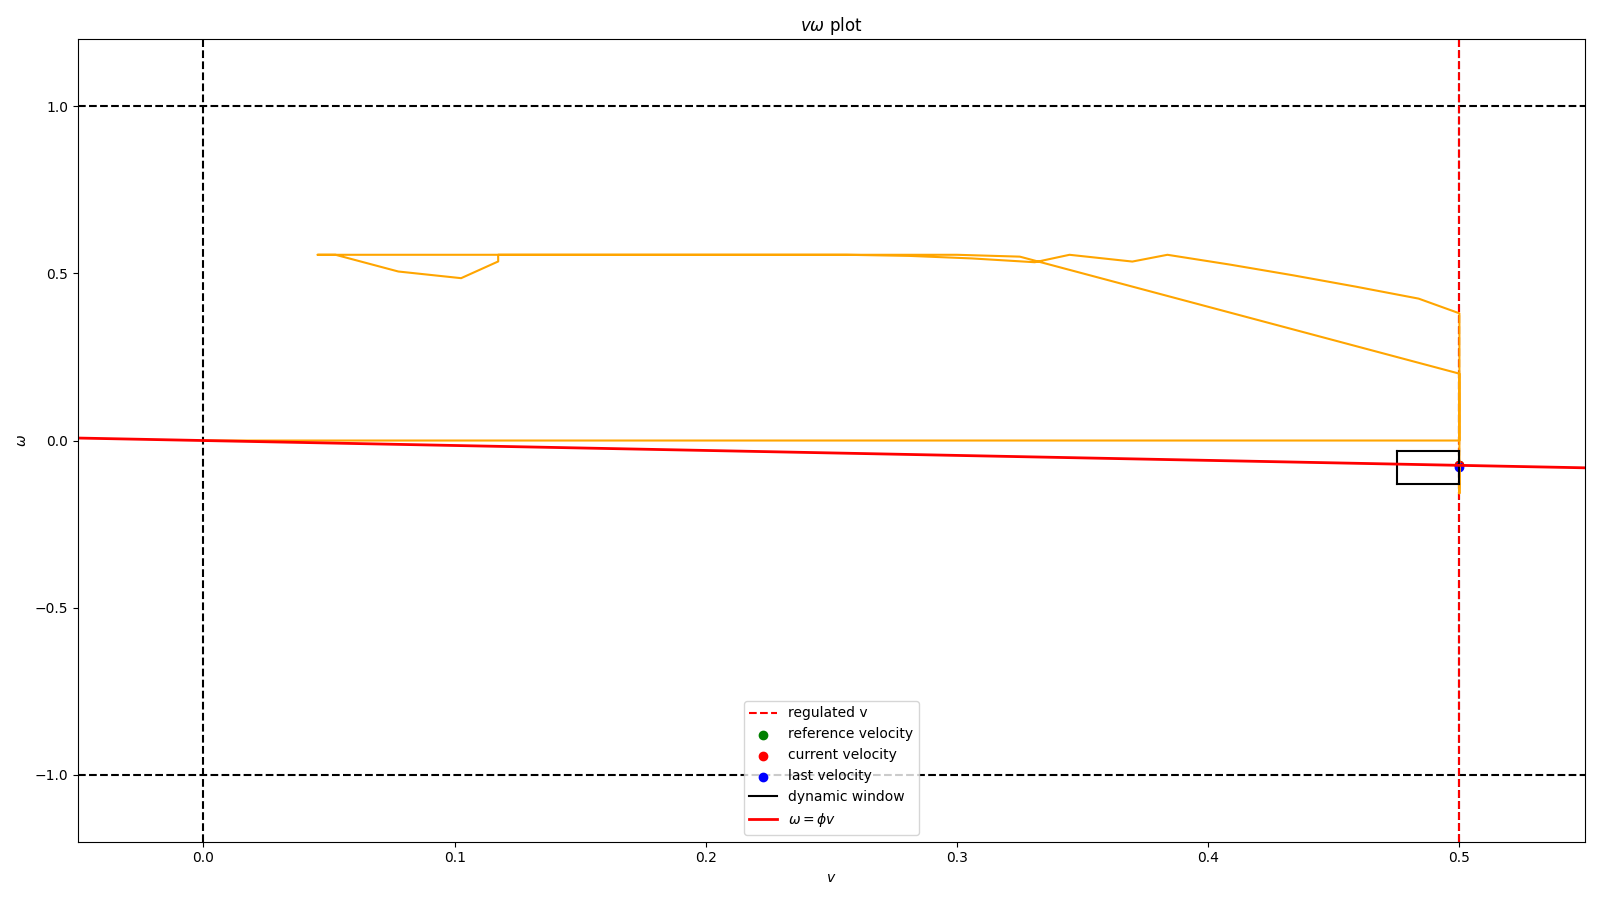 vω plot
1.0
0.5
0.0
−0.5
−1.0
ω
0.0 0.1 0.2 0.3 0.4 0.5
v
regulated v
reference velocity
current velocity
last velocity
dynamic window
ω = ϕv